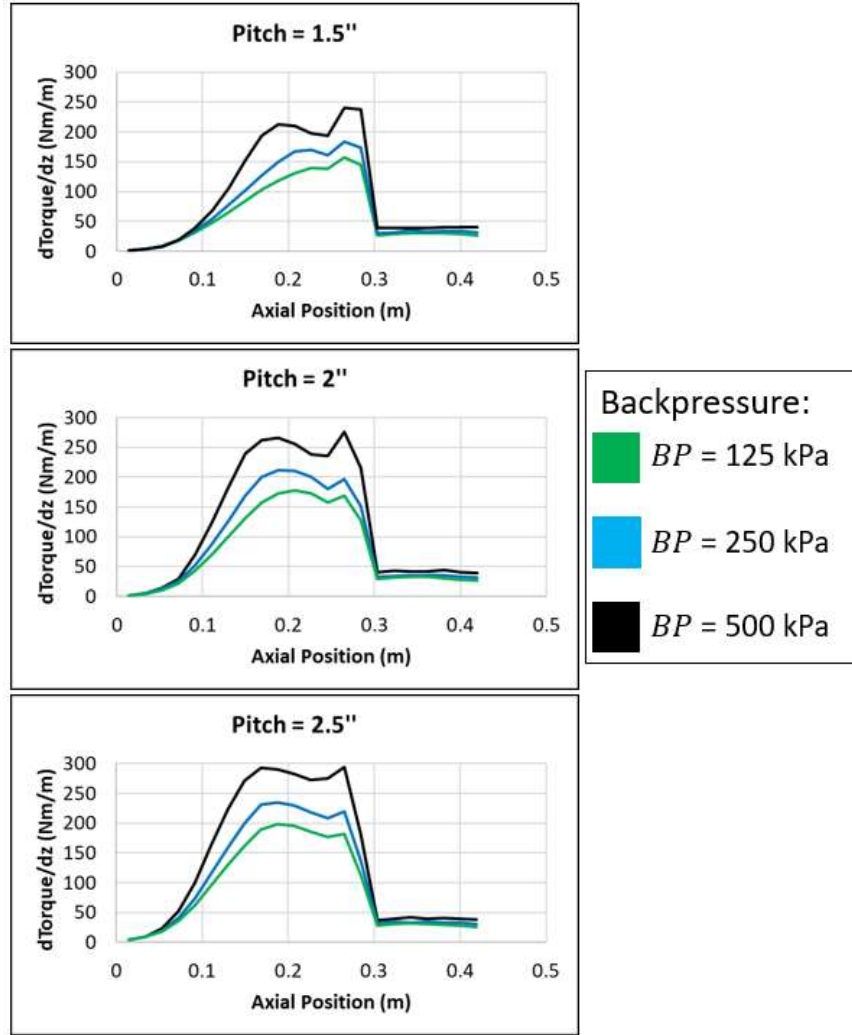 Pitch = 1.5''
dTorque/dz (Nm/m)
300
250
200
150
100
50
0
0 0.1 0.2 0.3 0.4 0.5
Axial Position (m)
Pitch = 2''
dTorque/dz (Nm/m)
300
250
200
150
100
50
0
0 0.1 0.2 0.3 0.4 0.5
Axial Position (m)
Backpressure:
BP = 125 kPa
BP = 250 kPa
BP = 500 kPa
Pitch = 2.5''
dTorque/dz (Nm/m)
300
250
200
150
100
50
0
0 0.1 0.2 0.3 0.4 0.5
Axial Position (m)